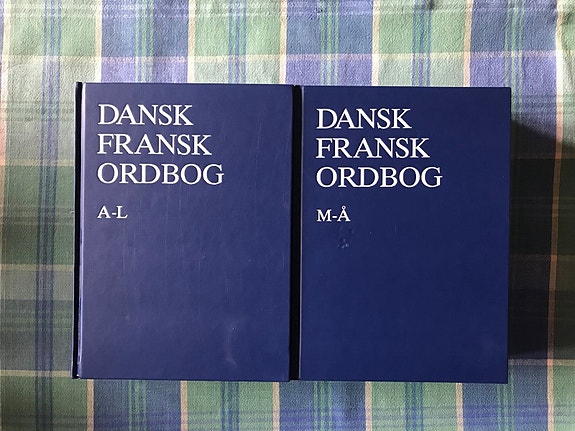 DANSK
FRANSK
ORDBOG
A-L
DANSK
FRANSK
ORDBOG
M-Å